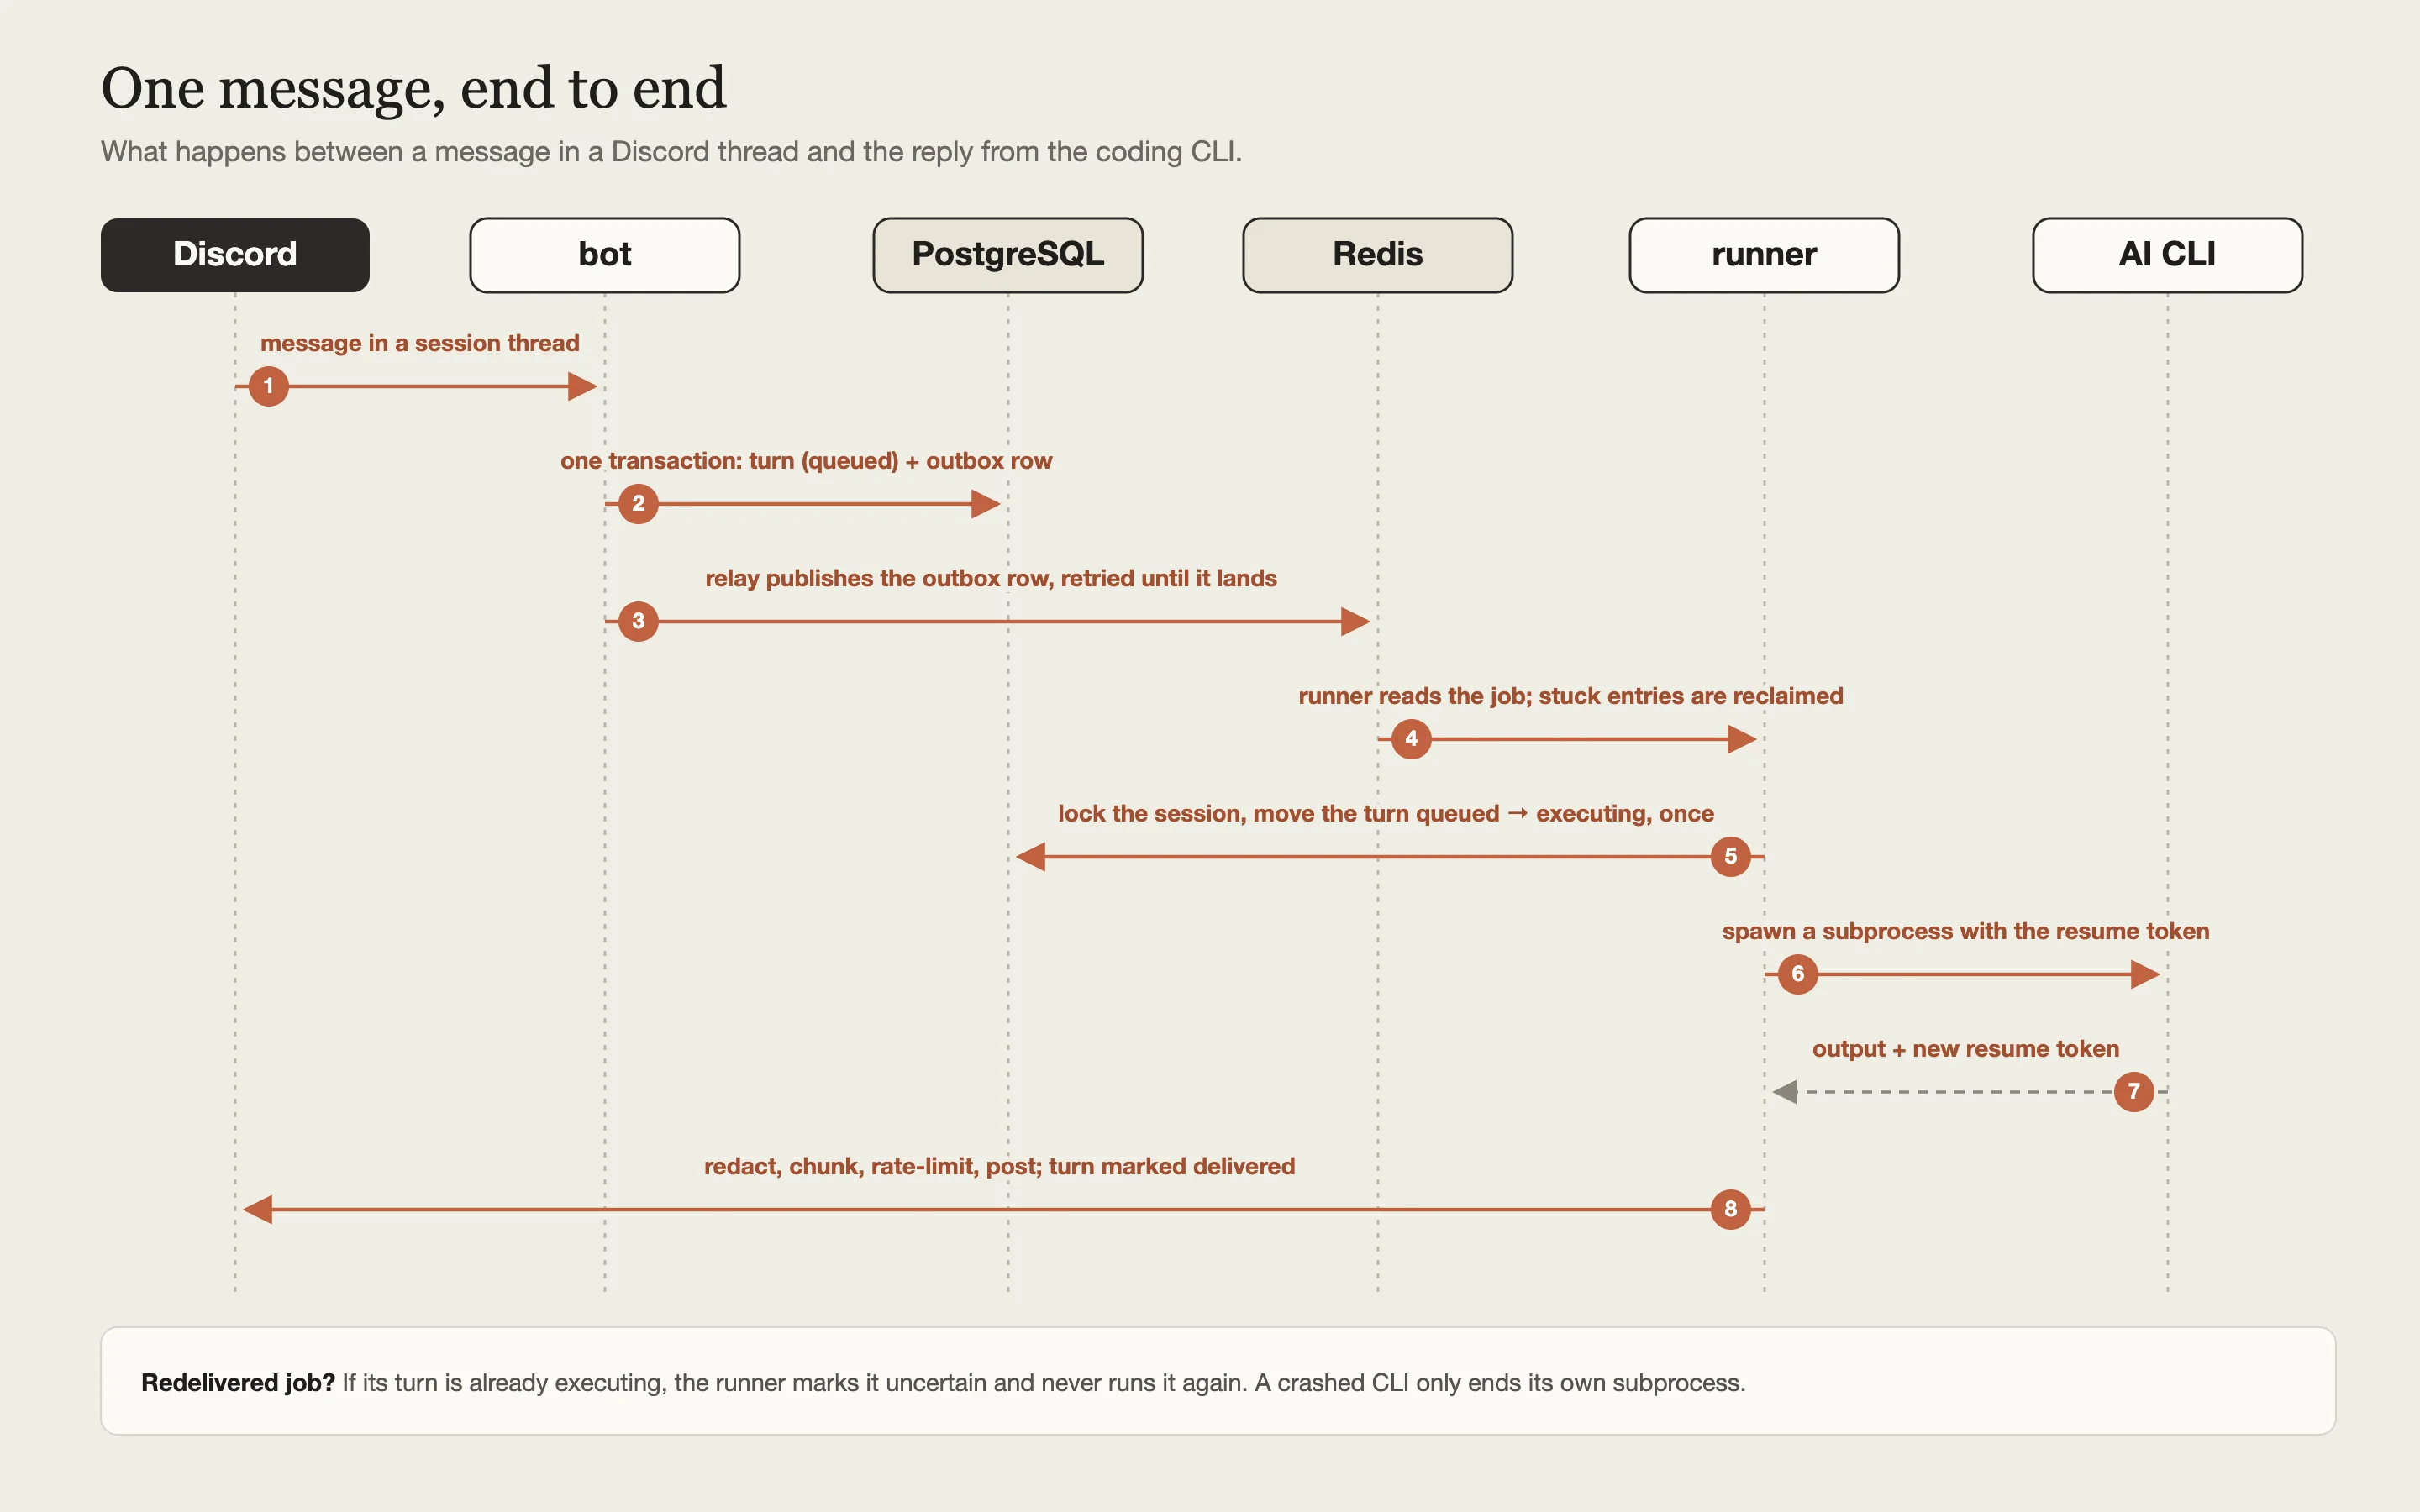 One message, end to end
What happens between a message in a Discord thread and the reply from the coding CLI.
Discord
bot
PostgreSQL
Redis
runner
AI CLI
message in a session thread
1
one transaction: turn (queued) + outbox row
2
relay publishes the outbox row, retried until it lands
3
runner reads the job; stuck entries are reclaimed
4
lock the session, move the turn queued → executing, once
5
spawn a subprocess with the resume token
6
output + new resume token
7
redact, chunk, rate-limit, post; turn marked delivered
8
Redelivered job? If its turn is already executing, the runner marks it uncertain and never runs it again. A crashed CLI only ends its own subprocess.